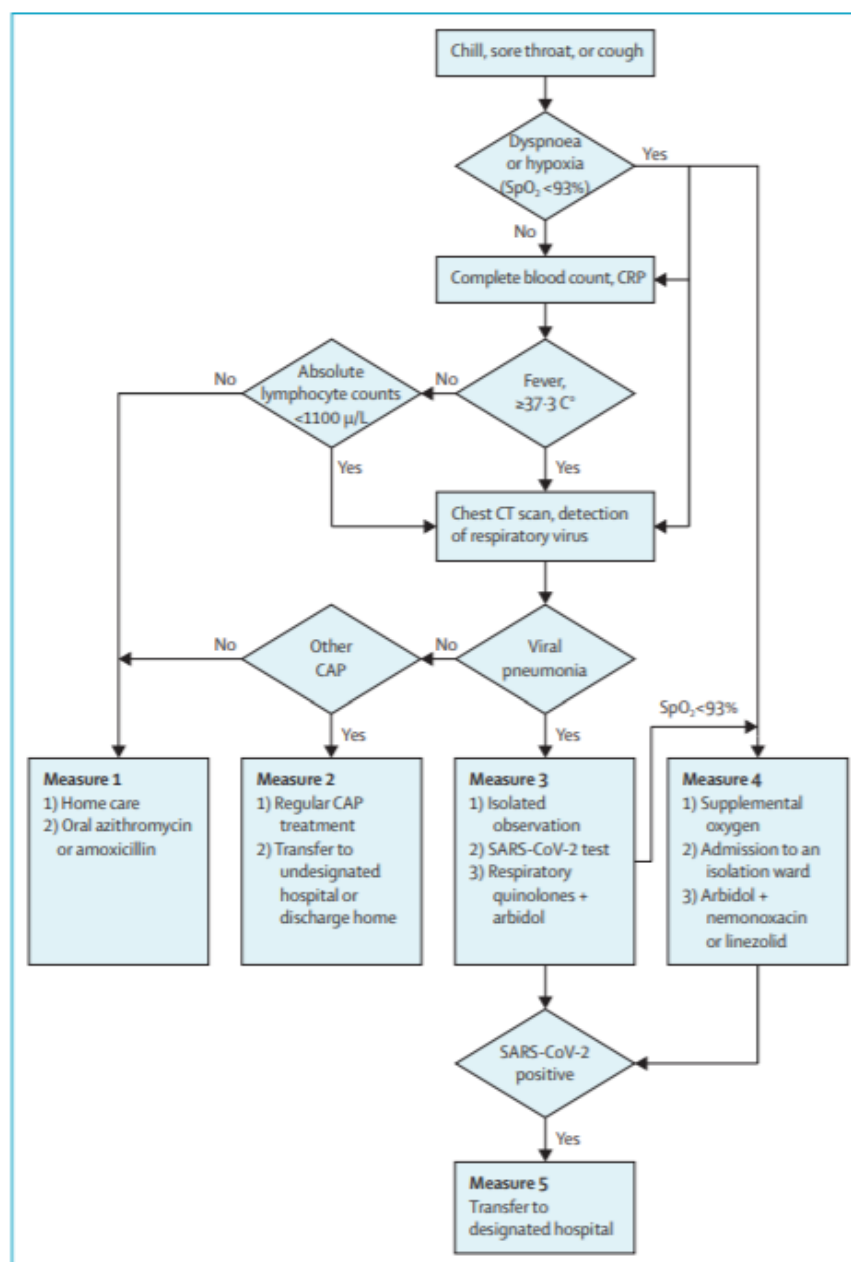 Chill, sore throat, or cough
Dyspnoea
or hypoxia
(SpO₂ <93%)
Yes
No
Complete blood count, CRP
No
Absolute
lymphocyte counts
<1100 µ/L
No
Fever,
≥37·3 C°
Yes
Yes
Chest CT scan, detection
of respiratory virus
No
Other
CAP
No
Viral
pneumonia
SpO₂<93%
Yes
Yes
Measure 1
1) Home care
2) Oral azithromycin
or amoxicillin
Measure 2
1) Regular CAP
treatment
2) Transfer to
undesignated
hospital or
discharge home
Measure 3
1) Isolated
observation
2) SARS-CoV-2 test
3) Respiratory
quinolones +
arbidol
Measure 4
1) Supplemental
oxygen
2) Admission to an
isolation ward
3) Arbidol +
nemonoxacin
or linezolid
SARS-CoV-2
positive
Yes
Measure 5
Transfer to
designated hospital